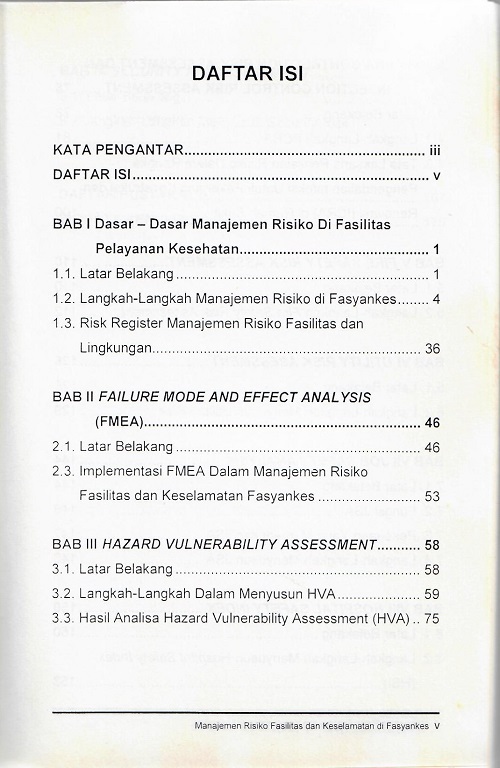 DAFTAR ISI
KATA PENGANTAR.......................................................... iii
DAFTAR ISI....................................................................... v
BAB I Dasar – Dasar Manajemen Risiko Di Fasilitas
Pelayanan Kesehatan............................................. 1
1.1. Latar Belakang............................................................. 1
1.2. Langkah-Langkah Manajemen Risiko di Fasyankes........ 4
1.3. Risk Register Manajemen Risiko Fasilitas dan
Lingkungan................................................................ 36
BAB II FAILURE MODE AND EFFECT ANALYSIS
(FMEA).................................................................. 46
2.1. Latar Belakang........................................................... 46
2.3. Implementasi FMEA Dalam Manajemen Risiko
Fasilitas dan Keselamatan Fasyankes ........................ 53
BAB III HAZARD VULNERABILITY ASSESSMENT........... 58
3.1. Latar Belakang........................................................... 58
3.2. Langkah-Langkah Dalam Menyusun HVA.................... 59
3.3. Hasil Analisa Hazard Vulnerability Assessment (HVA) .. 75
Manajemen Risiko Fasilitas dan Keselamatan di Fasyankes V